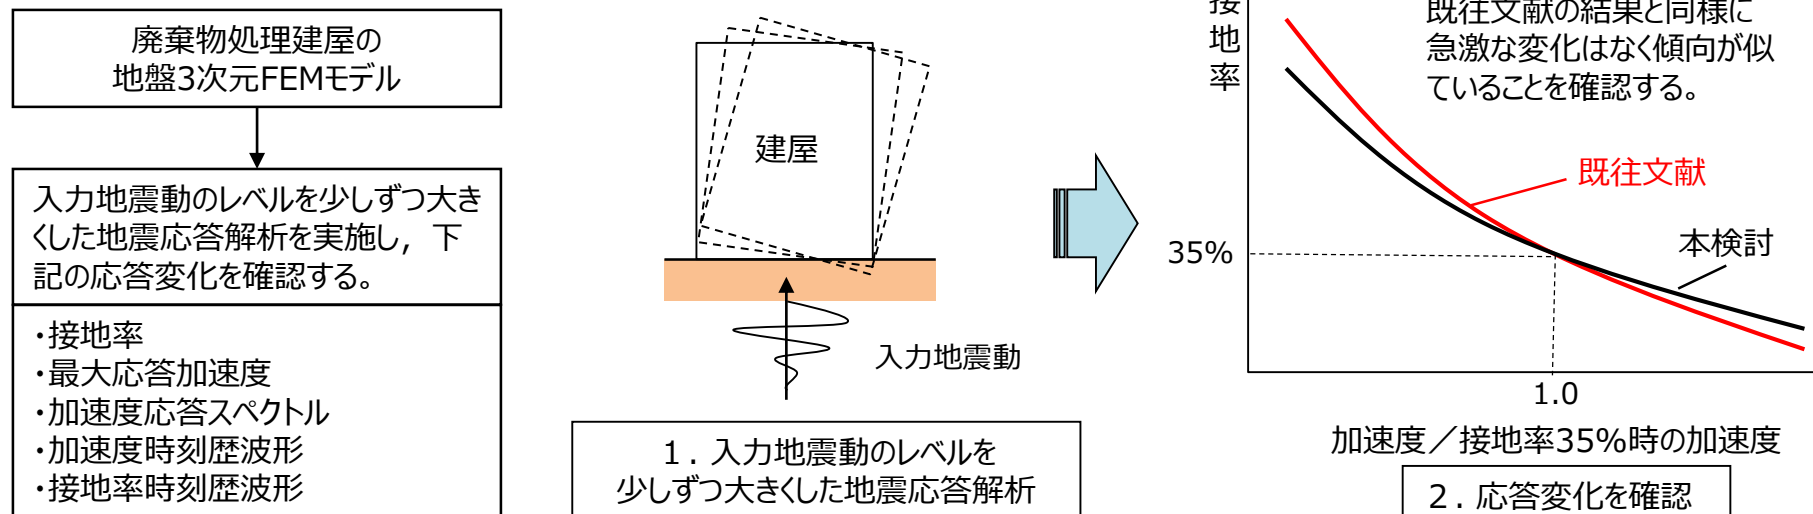 廃棄物処理建屋の
地盤3次元FEMモデル
入力地震動のレベルを少しずつ大き
くした地震応答解析を実施し，下
記の応答変化を確認する。
・接地率
・最大応答加速度
・加速度応答スペクトル
・加速度時刻歴波形
・接地率時刻歴波形
建屋
入力地震動
１．入力地震動のレベルを
少しずつ大きくした地震応答解析
接地率
既往文献の結果と同様に
急激な変化はなく傾向が似
ていることを確認する。
既往文献
本検討
35%
1.0
加速度／接地率35%時の加速度
２．応答変化を確認